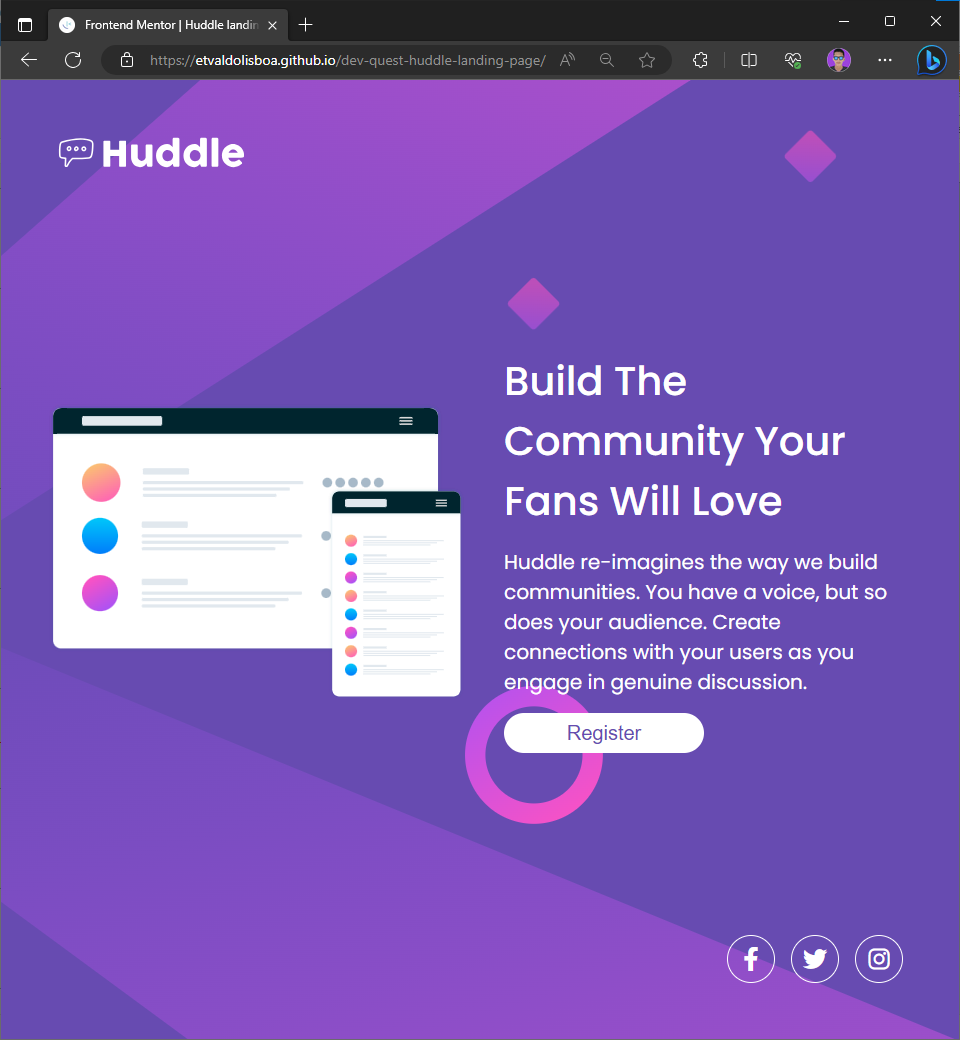 Frontend Mentor | Huddle landin
https://etvaldolisboa.github.io/dev-quest-huddle-landing-page/
Huddle
Build The
Community Your
Fans Will Love
Huddle re-imagines the way we build
communities. You have a voice, but so
does your audience. Create
connections with your users as you
engage in genuine discussion.
Register